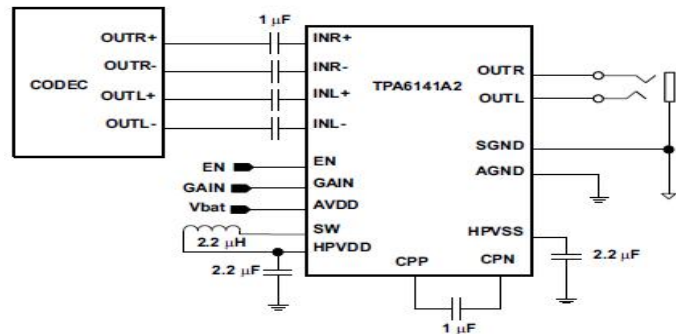 1 μF
OUTR+
INR+
OUTR-
INR-
CODEC
TPA6141A2
OUTR
OUTL+
INL+
OUTL
OUTL-
INL-
SGND
EN
EN
AGND
GAIN
GAIN
Vbat
AVDD
SW
2.2 μH
HPVDD
HPVSS
2.2 μF
2.2 μF
CPP
CPN
1 μF